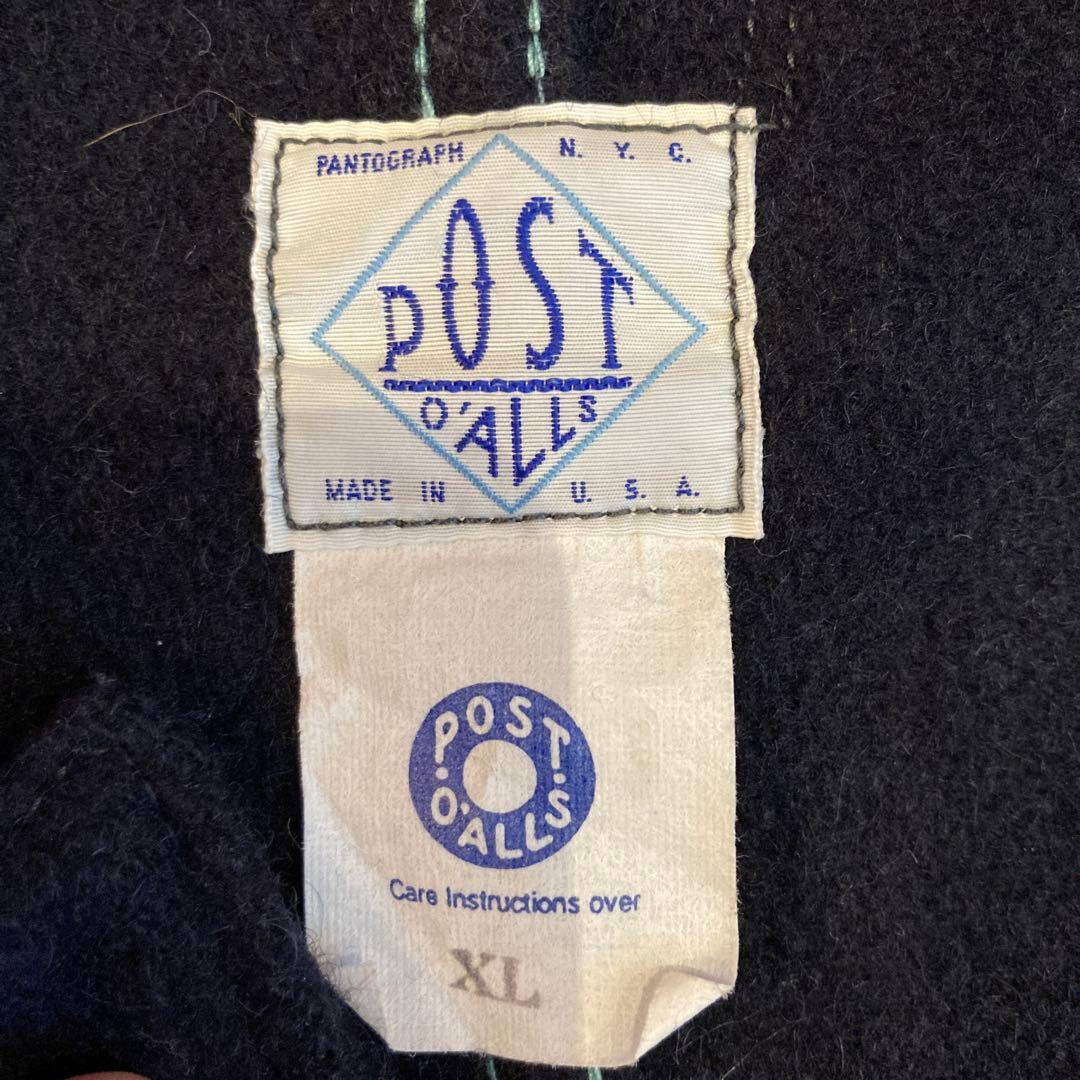 PANTOGRAPH N. Y. C.
POST
O'ALLS
MADE IN U. S. A.
POST
O'ALLS
Care Instructions over
XL